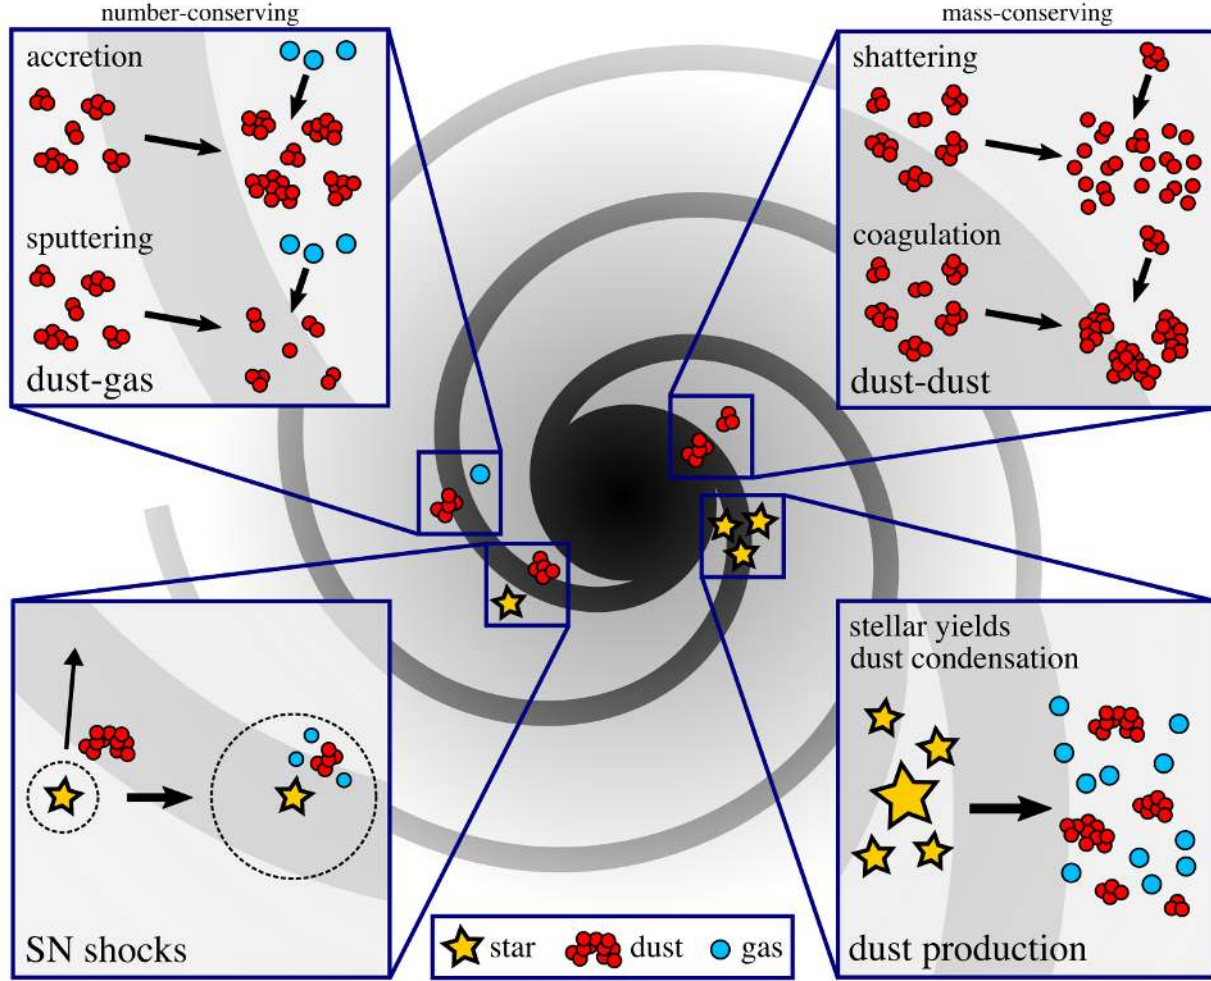 number-conserving
mass-conserving
accretion
sputtering
dust-gas
shattering
coagulation
dust-dust
SN shocks
stellar yields
dust condensation
dust production
star
dust
gas